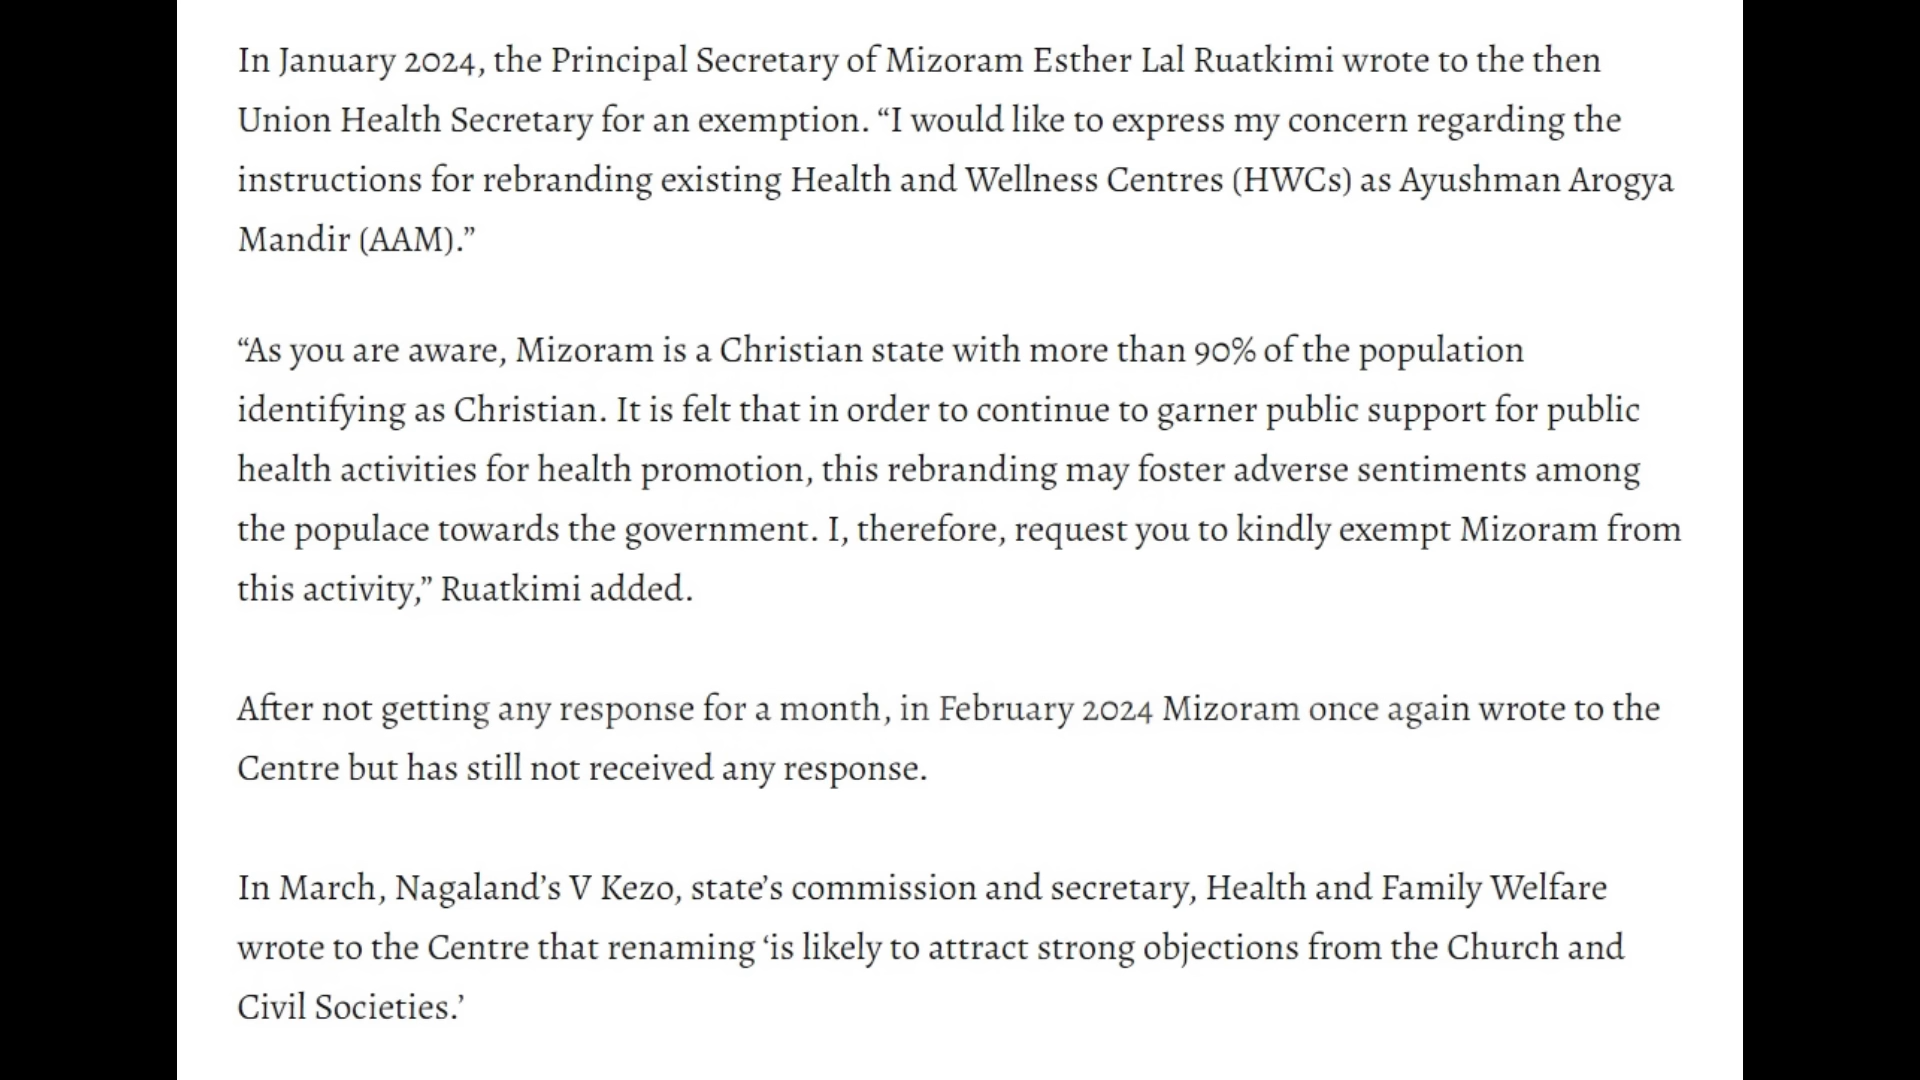 In January 2024, the Principal Secretary of Mizoram Esther Lal Ruatkimi wrote to the then
Union Health Secretary for an exemption. “I would like to express my concern regarding the
instructions for rebranding existing Health and Wellness Centres (HWCs) as Ayushman Arogya
Mandir (AAM).”
“As you are aware, Mizoram is a Christian state with more than 90% of the population
identifying as Christian. It is felt that in order to continue to garner public support for public
health activities for health promotion, this rebranding may foster adverse sentiments among
the populace towards the government. I, therefore, request you to kindly exempt Mizoram from
this activity,” Ruatkimi added.
After not getting any response for a month, in February 2024 Mizoram once again wrote to the
Centre but has still not received any response.
In March, Nagaland’s V Kezo, state’s commission and secretary, Health and Family Welfare
wrote to the Centre that renaming ‘is likely to attract strong objections from the Church and
Civil Societies.’